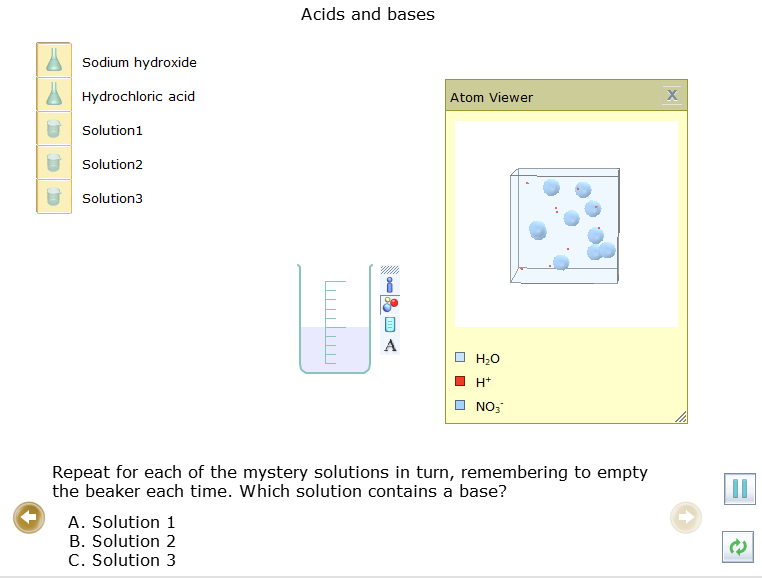 Acids and bases
Sodium hydroxide
Hydrochloric acid
Solution1
Solution2
Solution3
Atom Viewer
X
i
A
H₂O
H⁺
NO₃⁻
Repeat for each of the mystery solutions in turn, remembering to empty
the beaker each time. Which solution contains a base?
A. Solution 1
B. Solution 2
C. Solution 3